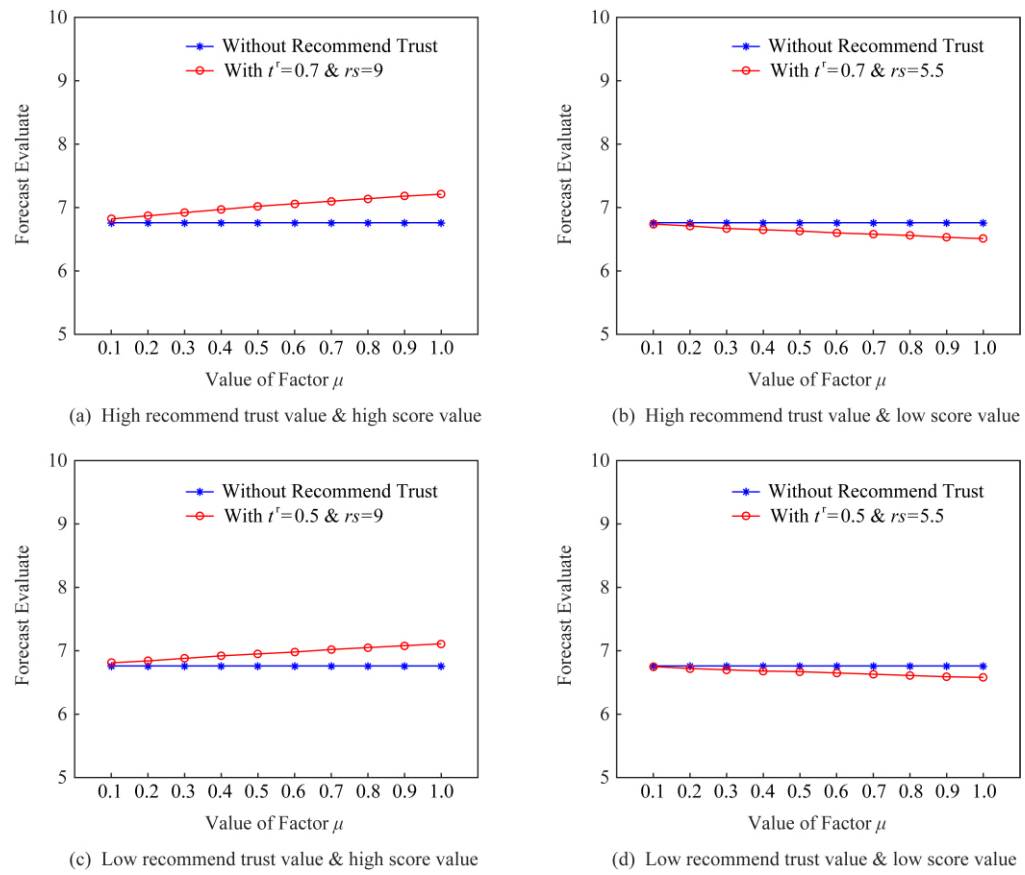 10
9
8
7
6
5
Forecast Evaluate
Without Recommend Trust
With tʳ=0.7 & rs=9
0.1 0.2 0.3 0.4 0.5 0.6 0.7 0.8 0.9 1.0
Value of Factor μ
(a) High recommend trust value & high score value
10
9
8
7
6
5
Forecast Evaluate
Without Recommend Trust
With tʳ=0.7 & rs=5.5
0.1 0.2 0.3 0.4 0.5 0.6 0.7 0.8 0.9 1.0
Value of Factor μ
(b) High recommend trust value & low score value
10
9
8
7
6
5
Forecast Evaluate
Without Recommend Trust
With tʳ=0.5 & rs=9
0.1 0.2 0.3 0.4 0.5 0.6 0.7 0.8 0.9 1.0
Value of Factor μ
(c) Low recommend trust value & high score value
10
9
8
7
6
5
Forecast Evaluate
Without Recommend Trust
With tʳ=0.5 & rs=5.5
0.1 0.2 0.3 0.4 0.5 0.6 0.7 0.8 0.9 1.0
Value of Factor μ
(d) Low recommend trust value & low score value